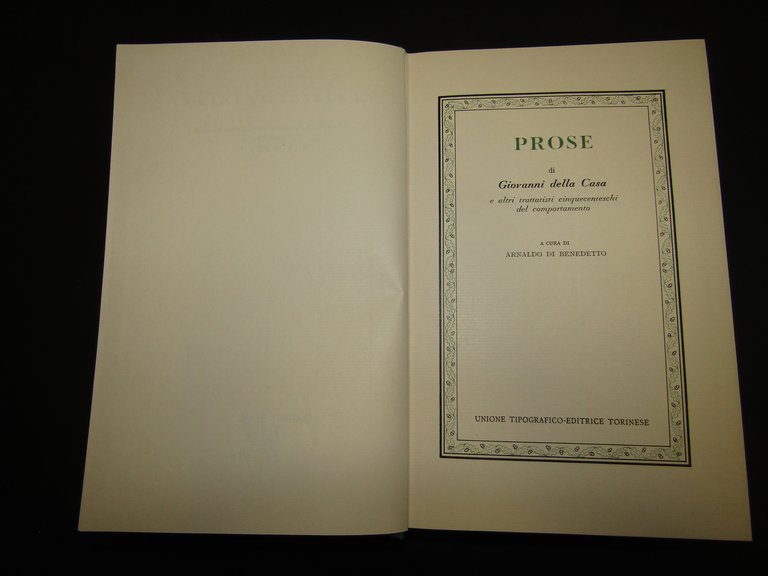 PROSE
di
Giovanni della Casa
e altri trattatisti cinquecenteschi
del comportamento
A CURA DI
ARNALDO DI BENEDETTO
UNIONE TIPOGRAFICO-EDITRICE TORINESE